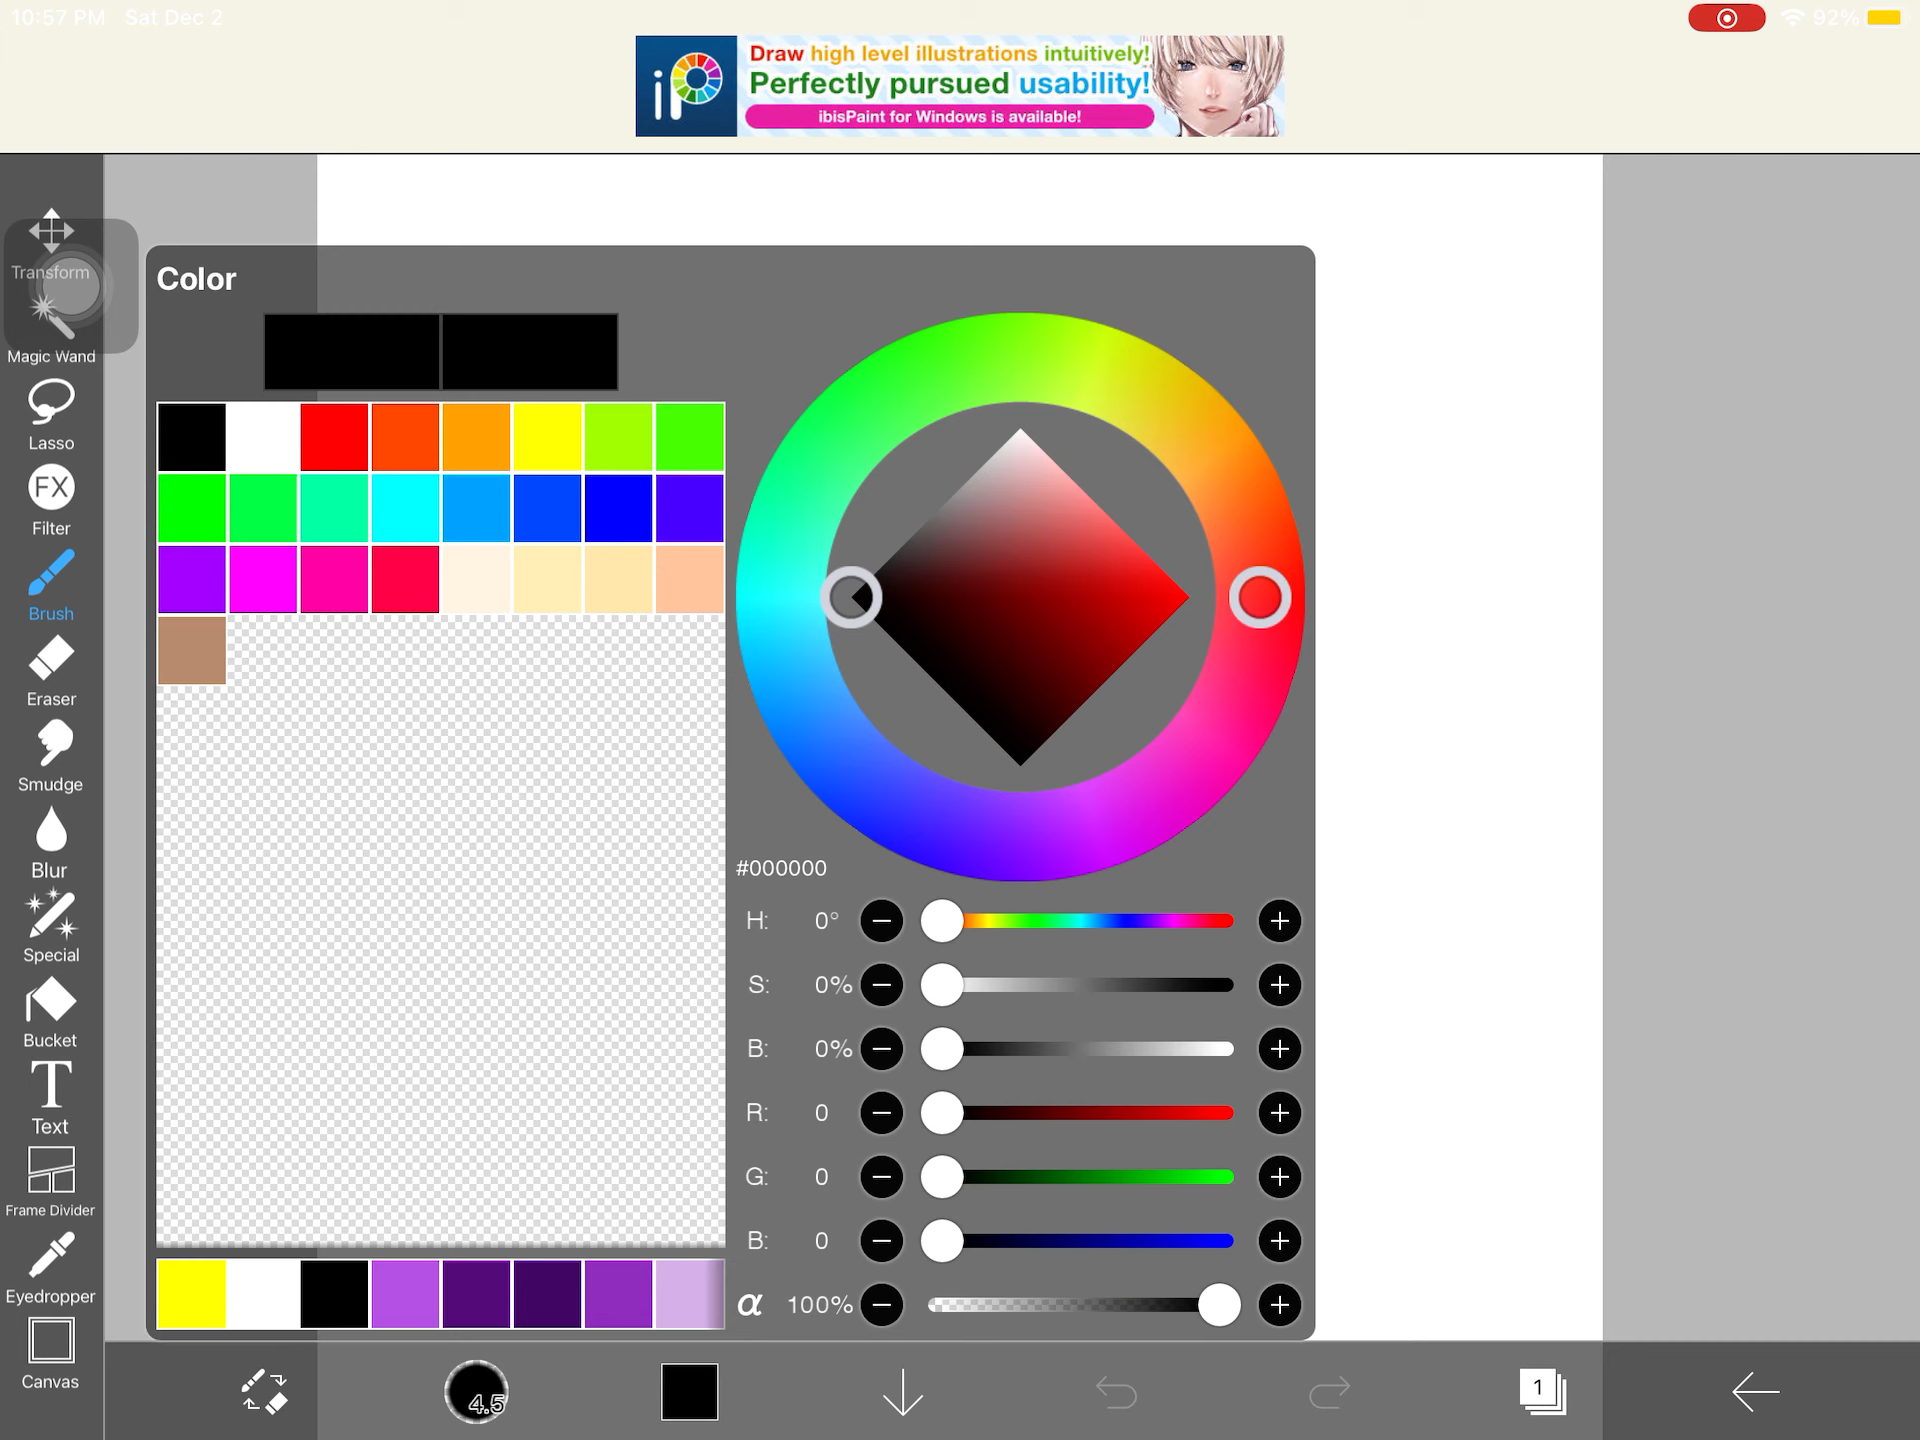 10:57 PM Sat Dec 2
92%
iP
Draw high level illustrations intuitively!
Perfectly pursued usability!
ibisPaint for Windows is available!
Transform
Magic Wand
Lasso
FX
Filter
Brush
Eraser
Smudge
Blur
Special
Bucket
T
Text
Frame Divider
Eyedropper
Canvas
Color
#000000
H: 0°
S: 0%
B: 0%
R: 0
G: 0
B: 0
α 100%
4.5
1